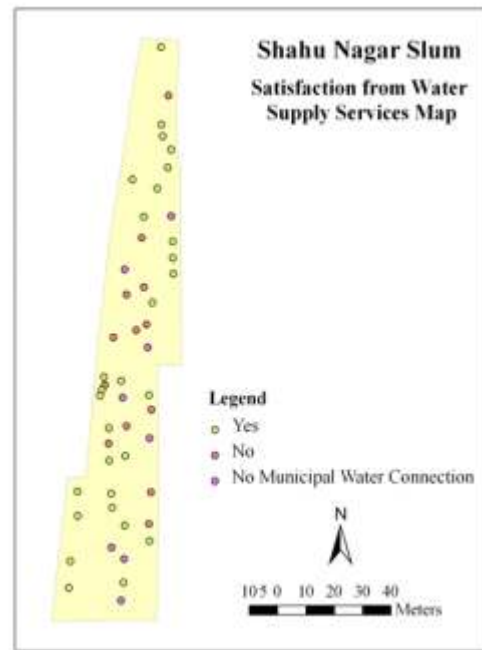 Shahu Nagar Slum
Satisfaction from Water
Supply Services Map
Legend
Yes
No
No Municipal Water Connection
N
10 5 0 10 20 30 40
Meters